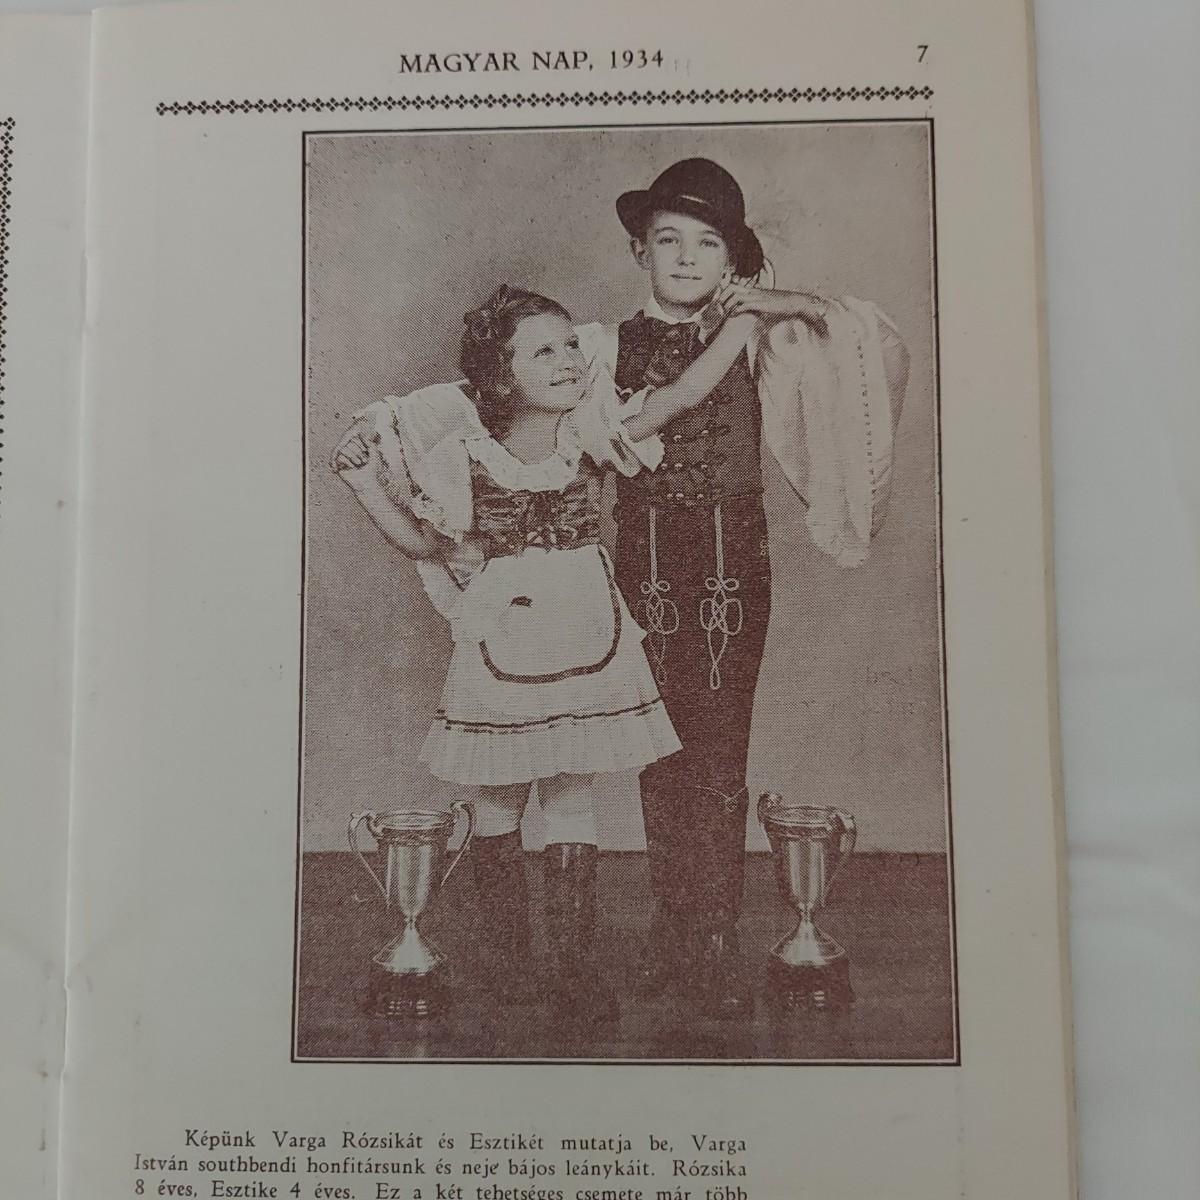 MAGYAR NAP, 1934
7
Képünk Varga Rózsikát és Esztikét mutatja be, Varga
István southbendi honfitársunk és neje bájos leánykáit. Rózsika
8 éves, Esztike 4 éves. Ez a két tehetséges csemete már több